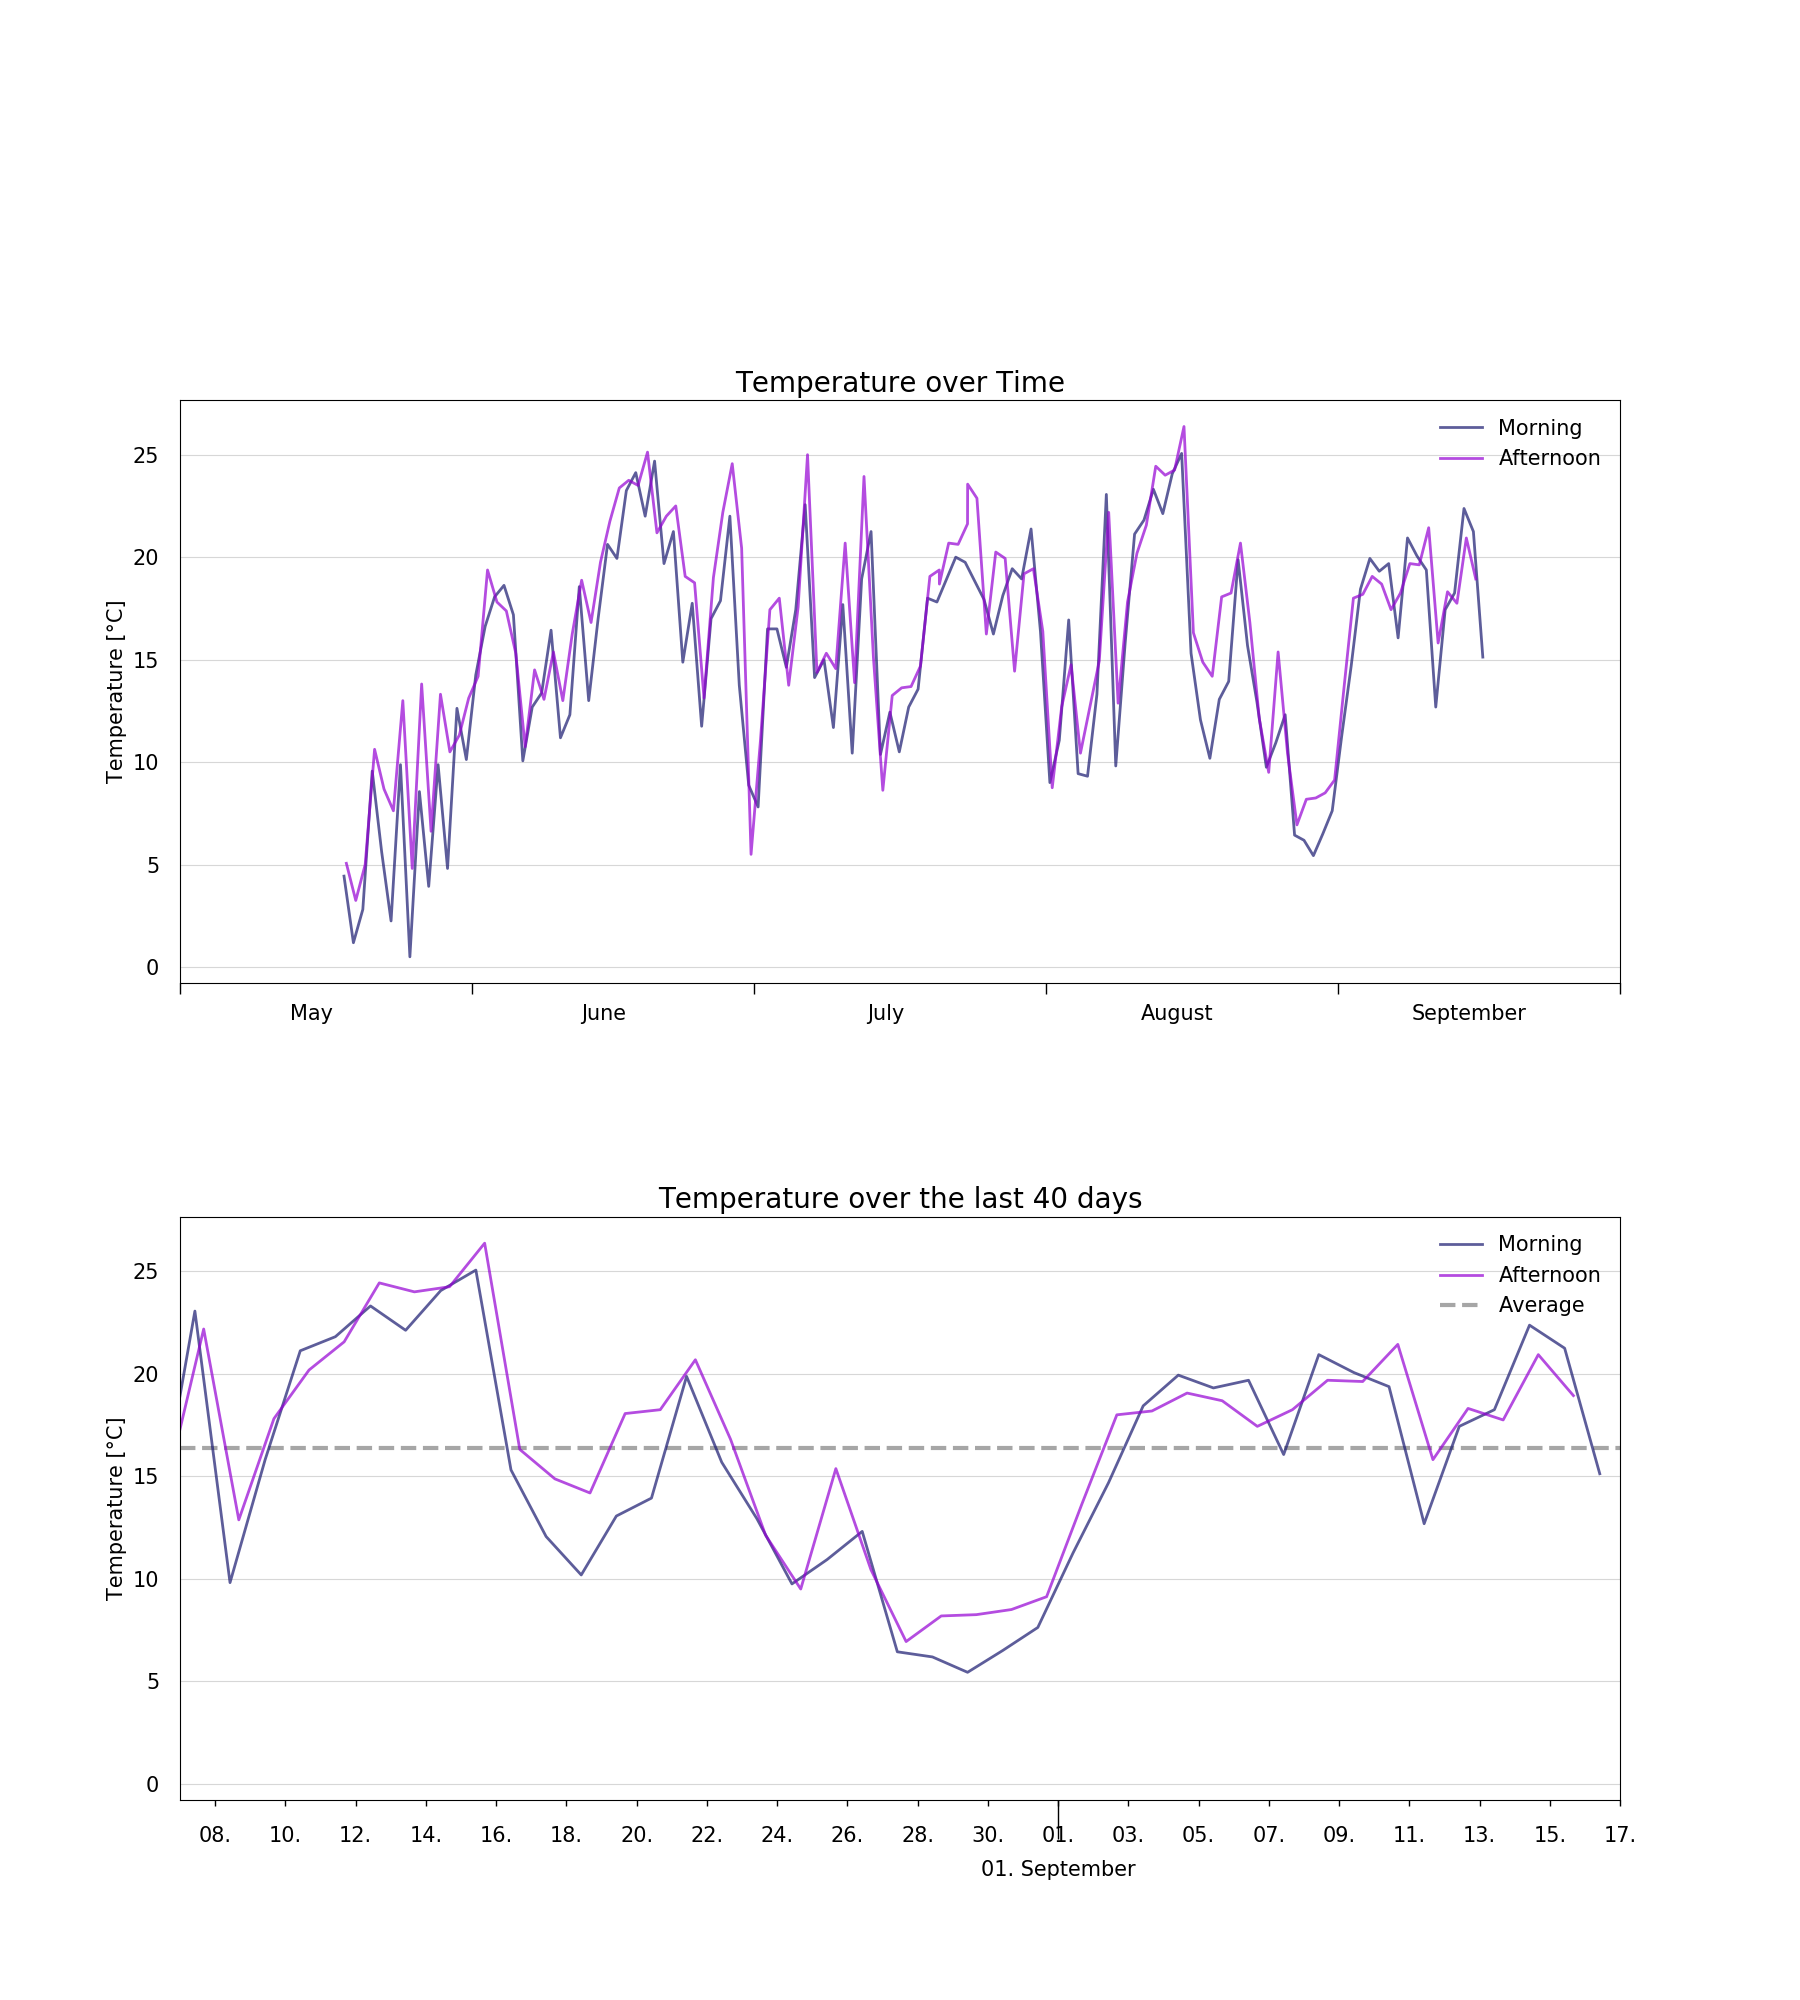 Temperature over Time
Morning
Afternoon
25
20
15
10
5
0
Temperature [°C]
May June July August September
Temperature over the last 40 days
Morning
Afternoon
Average
25
20
15
10
5
0
Temperature [°C]
08. 10. 12. 14. 16. 18. 20. 22. 24. 26. 28. 30. 01. 03. 05. 07. 09. 11. 13. 15. 17.
01. September